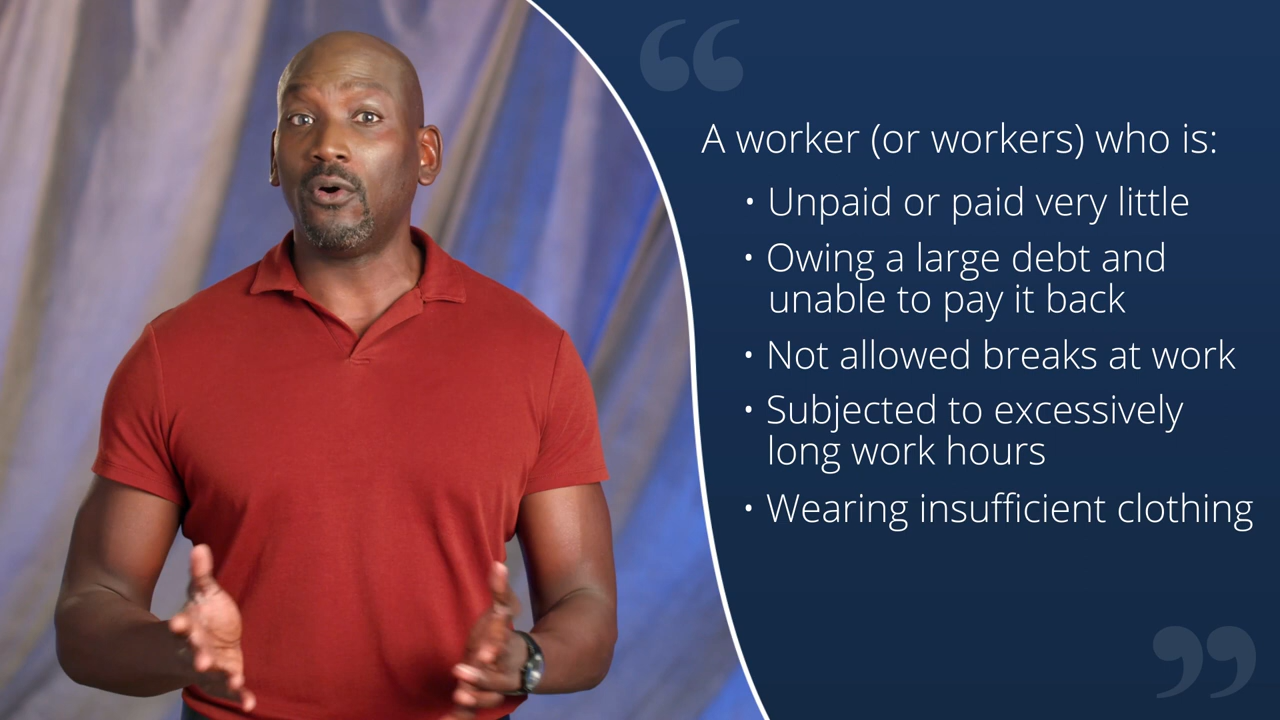 “
A worker (or workers) who is:
• Unpaid or paid very little
• Owing a large debt and
unable to pay it back
• Not allowed breaks at work
• Subjected to excessively
long work hours
• Wearing insufficient clothing
”